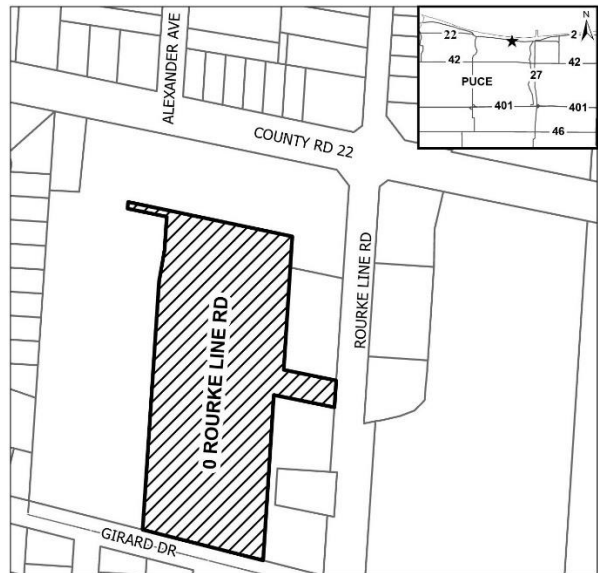 ALEXANDER AVE
COUNTY RD 22
ROURKE LINE RD
0 ROURKE LINE RD
GIRARD DR
N
22
2
42
42
PUCE
27
401
401
46